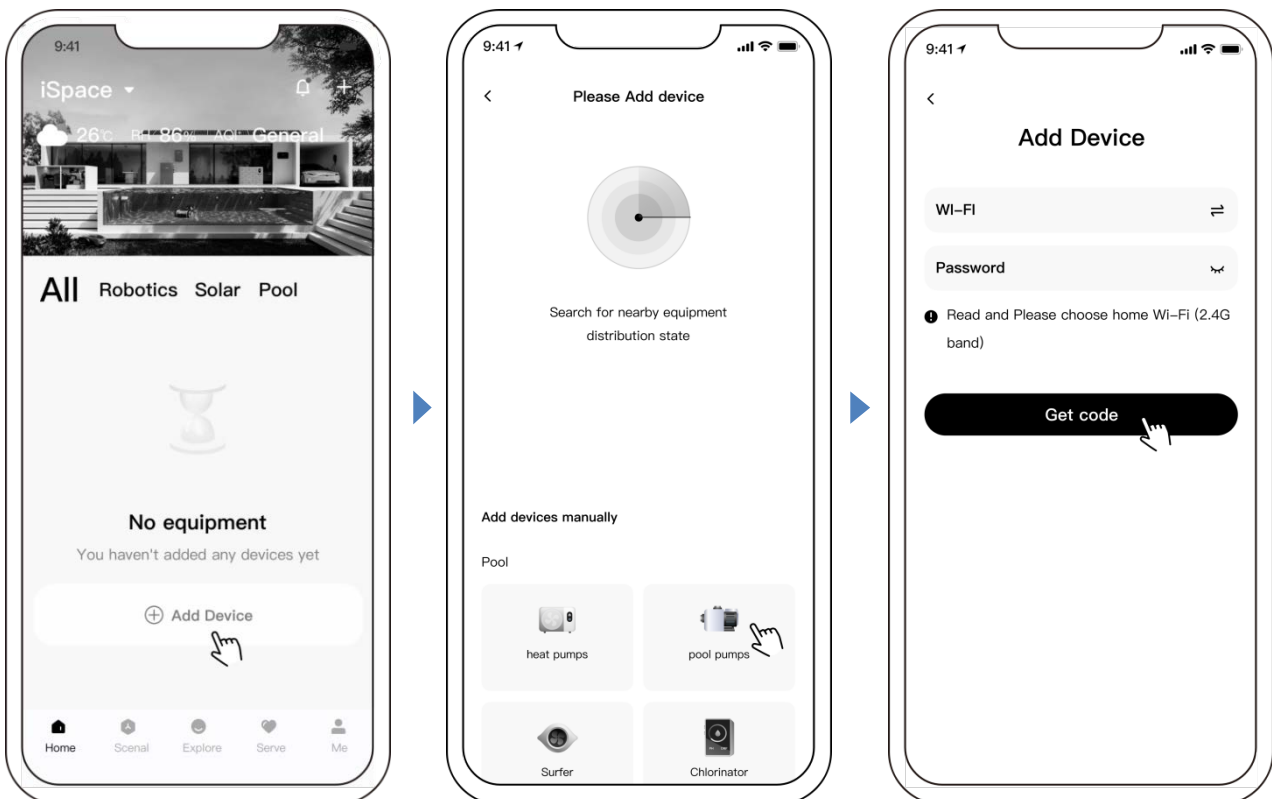 9:41
iSpace
26°C RH 86% AQI General
All Robotics Solar Pool
No equipment
You haven't added any devices yet
Add Device
Home Scenal Explore Serve Me
9:41
Please Add device
Search for nearby equipment
distribution state
Add devices manually
Pool
heat pumps pool pumps
Surfer Chlorinator
9:41
Add Device
WI-FI
Password
Read and Please choose home Wi-Fi (2.4G
band)
Get code